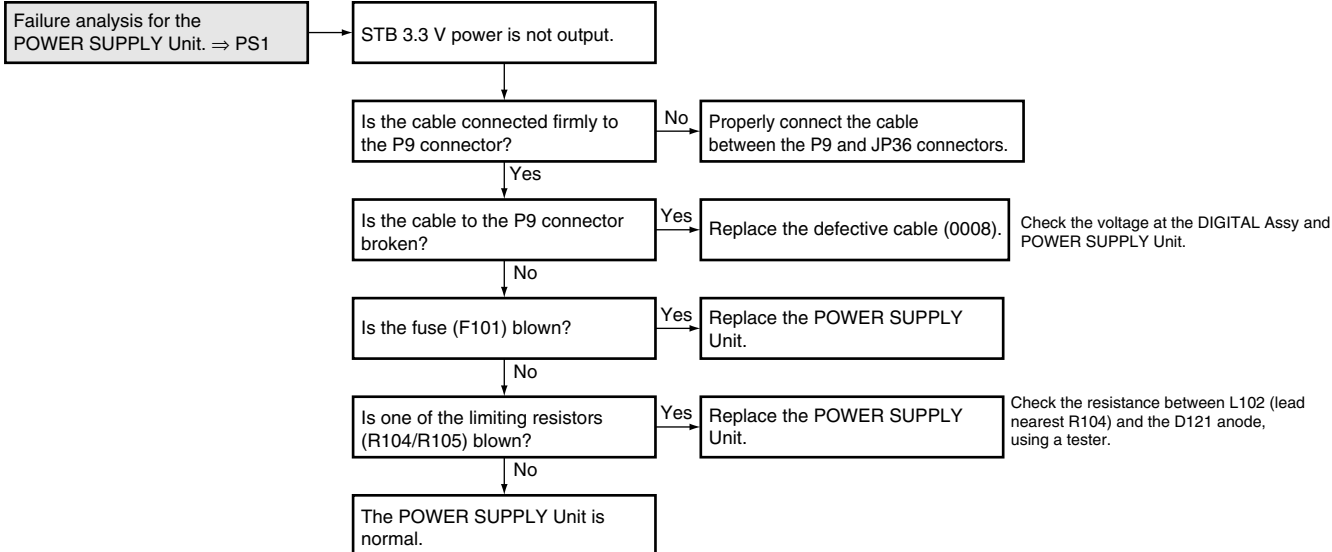 Failure analysis for the
POWER SUPPLY Unit. ⇒ PS1
STB 3.3 V power is not output.
Is the cable connected firmly to
the P9 connector?
No
Properly connect the cable
between the P9 and JP36 connectors.
Yes
Is the cable to the P9 connector
broken?
Yes
Replace the defective cable (0008).
Check the voltage at the DIGITAL Assy and
POWER SUPPLY Unit.
No
Is the fuse (F101) blown?
Yes
Replace the POWER SUPPLY
Unit.
No
Is one of the limiting resistors
(R104/R105) blown?
Yes
Replace the POWER SUPPLY
Unit.
Check the resistance between L102 (lead
nearest R104) and the D121 anode,
using a tester.
No
The POWER SUPPLY Unit is
normal.